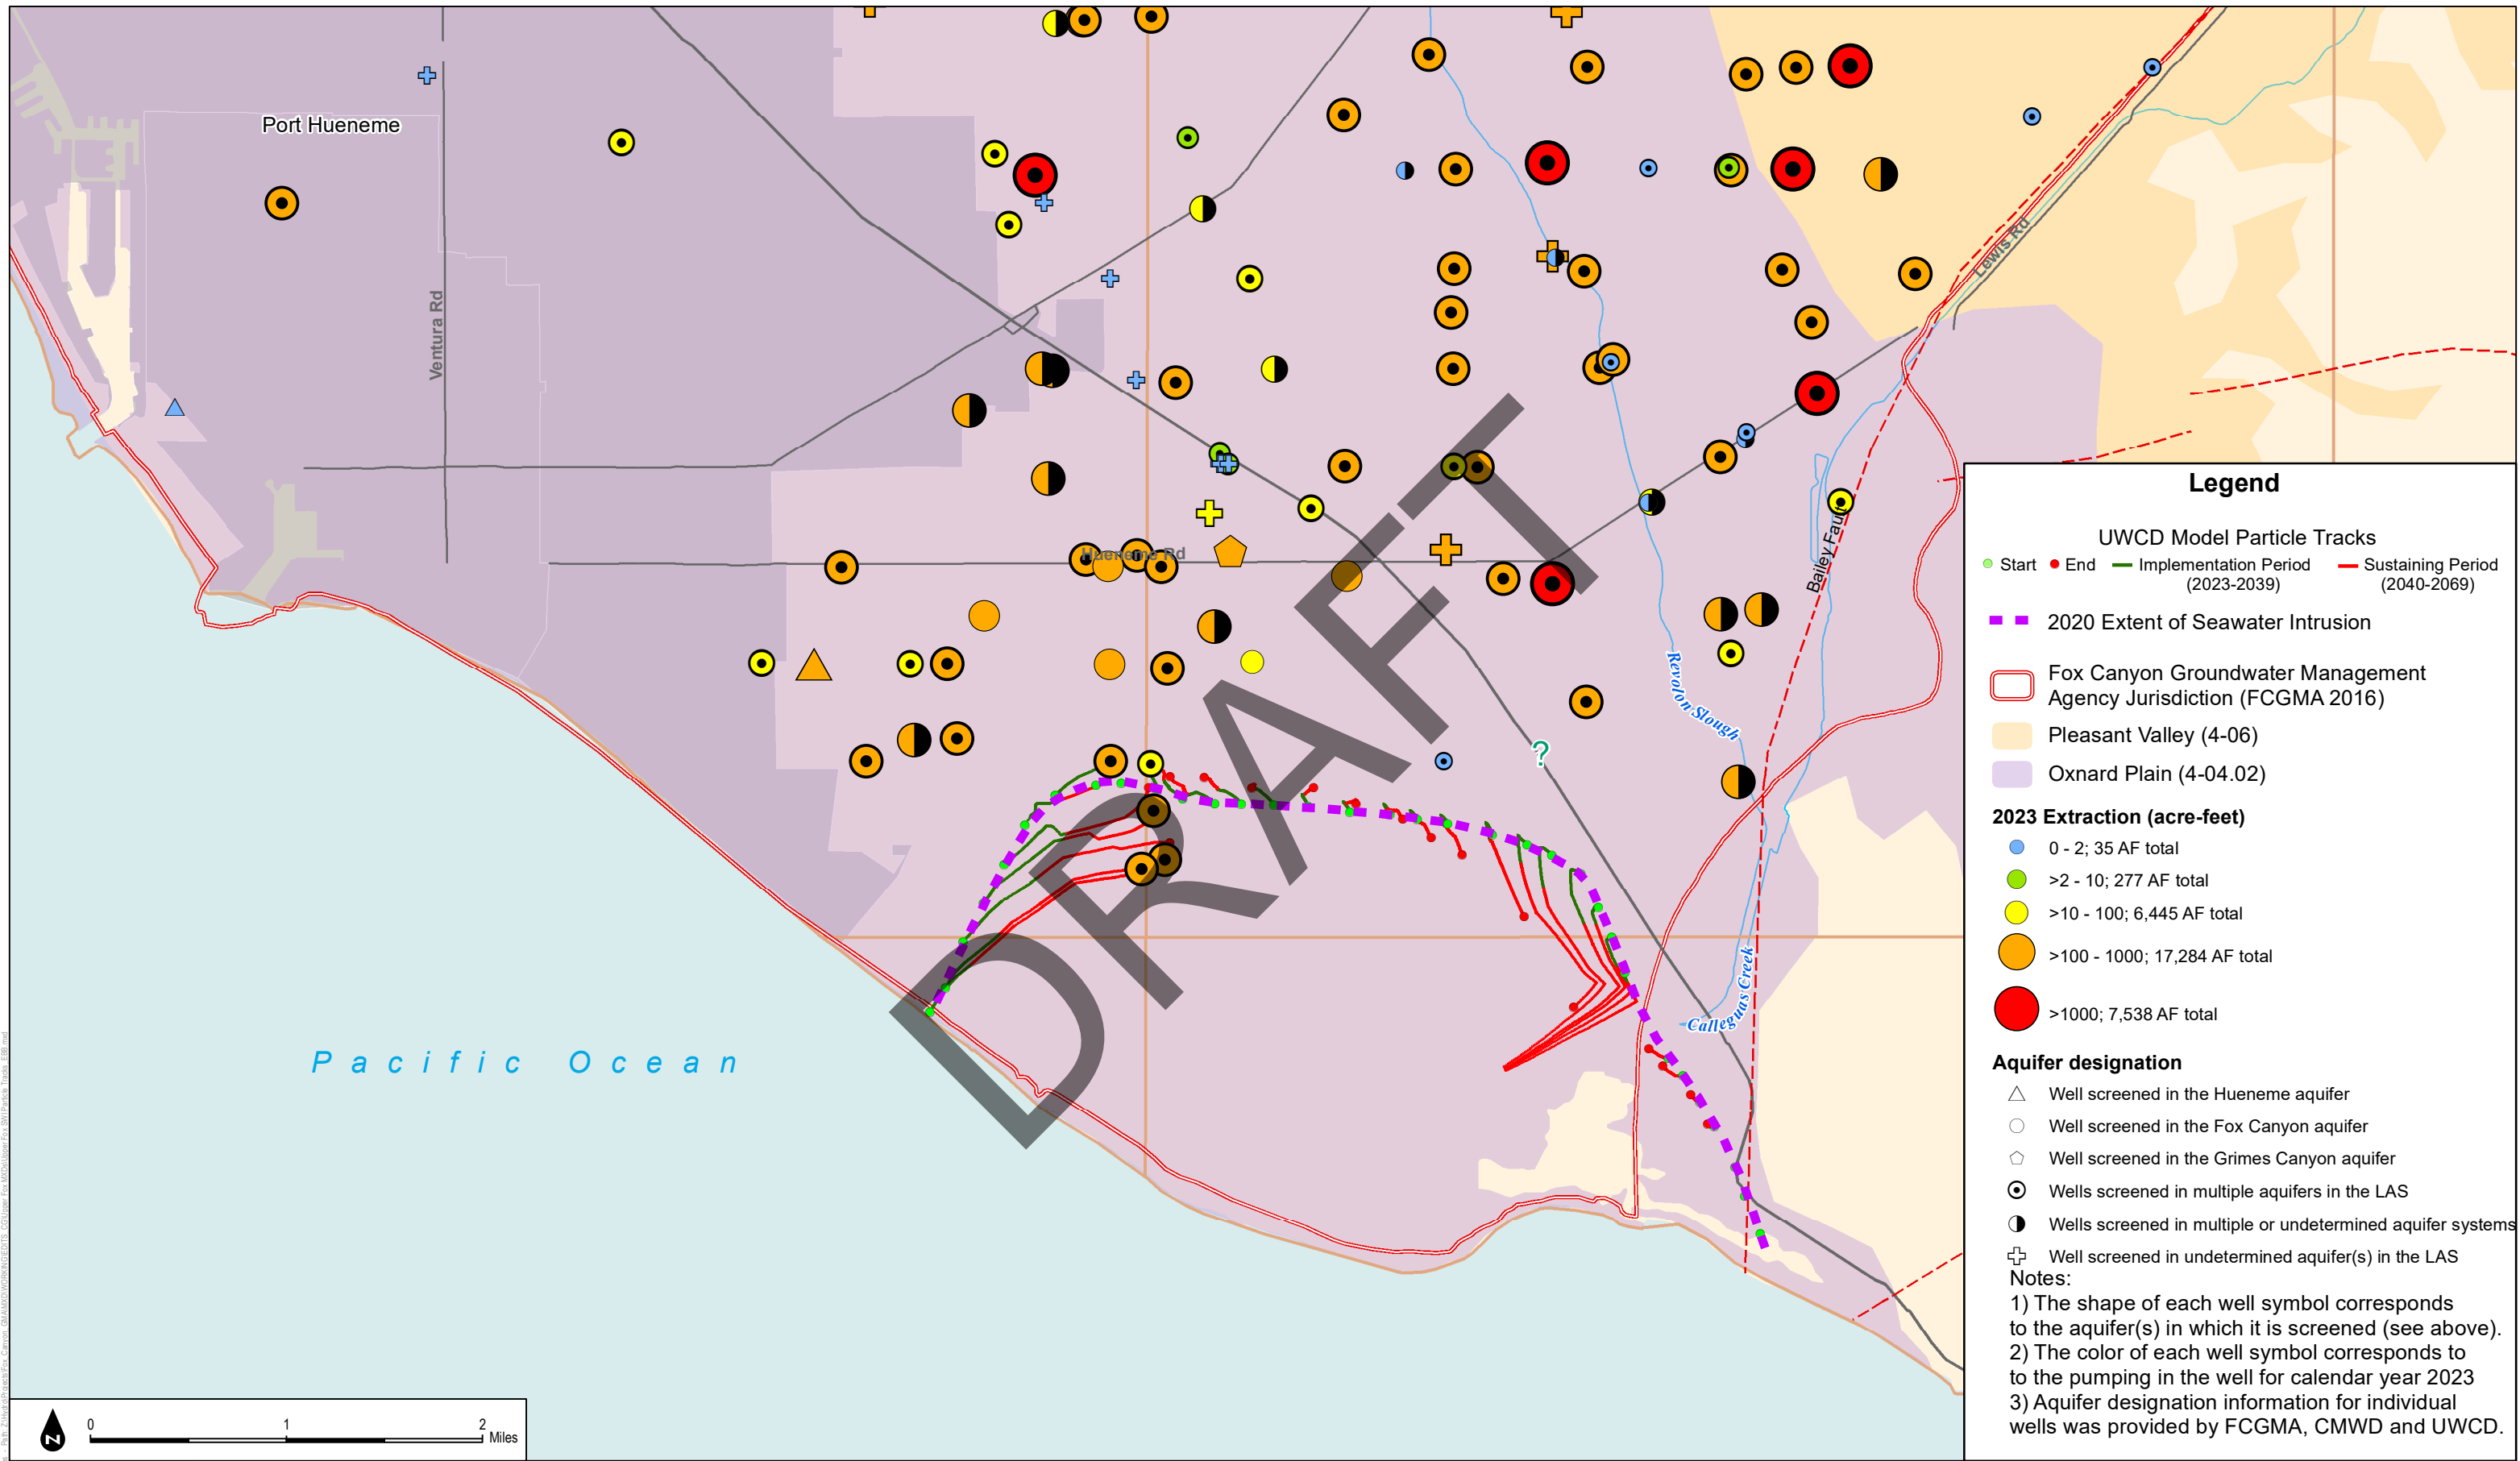 Port Hueneme
Ventura Rd
Lewis Rd
Hueneme Rd
Bailey Fault
Revolon Slough
?
Calleguas Creek
Pacific Ocean
DRAFT
0 1 2
Miles
N
Legend
UWCD Model Particle Tracks
Start End Implementation Period Sustaining Period
(2023-2039) (2040-2069)
2020 Extent of Seawater Intrusion
Fox Canyon Groundwater Management
Agency Jurisdiction (FCGMA 2016)
Pleasant Valley (4-06)
Oxnard Plain (4-04.02)
2023 Extraction (acre-feet)
0 - 2; 35 AF total
>2 - 10; 277 AF total
>10 - 100; 6,445 AF total
>100 - 1000; 17,284 AF total
>1000; 7,538 AF total
Aquifer designation
Well screened in the Hueneme aquifer
Well screened in the Fox Canyon aquifer
Well screened in the Grimes Canyon aquifer
Wells screened in multiple aquifers in the LAS
Wells screened in multiple or undetermined aquifer systems
Well screened in undetermined aquifer(s) in the LAS
Notes:
1) The shape of each well symbol corresponds
to the aquifer(s) in which it is screened (see above).
2) The color of each well symbol corresponds to
to the pumping in the well for calendar year 2023
3) Aquifer designation information for individual
wells was provided by FCGMA, CMWD and UWCD.